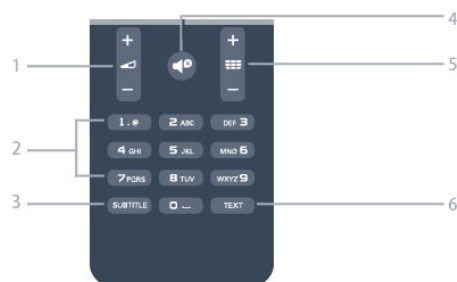 4
+ +
1 5
− −
1.@ 2 ABC DEF 3
2 4 GHI 5 JKL MNO 6
7 PQRS 8 TUV WXYZ 9
3 SUBTITLE 0 ⎵ TEXT 6